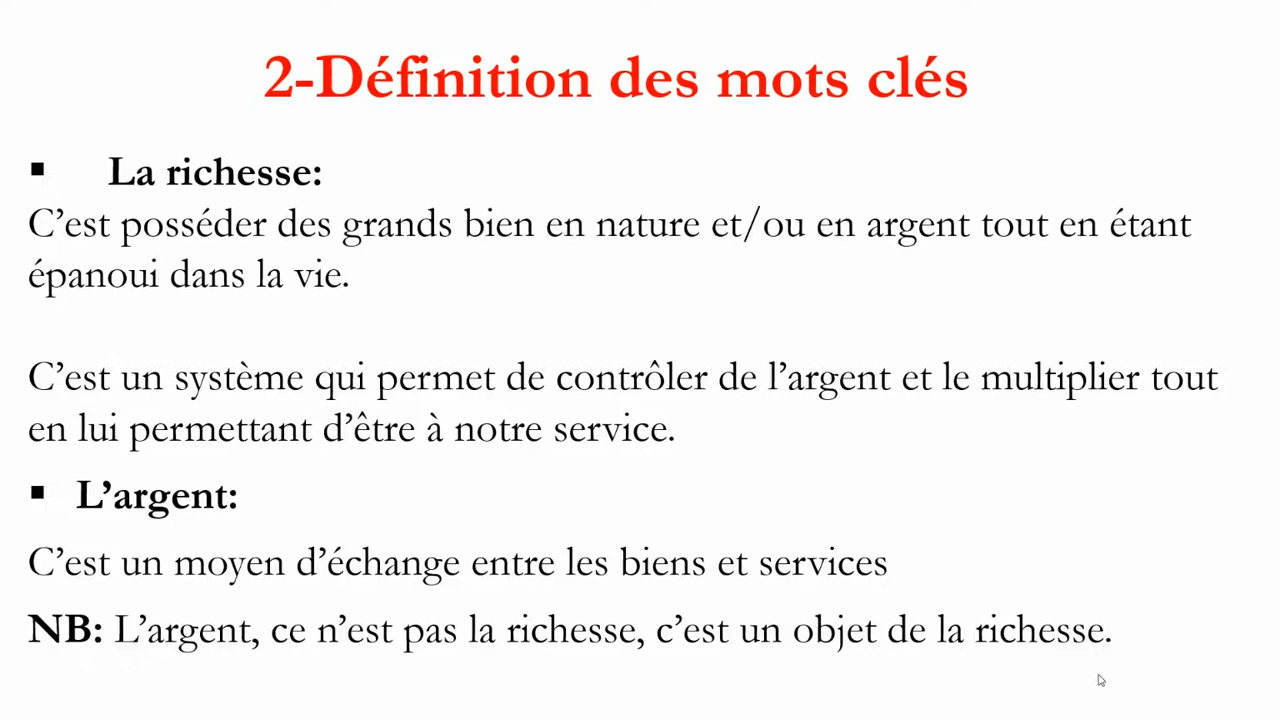 2-Définition des mots clés
▪ La richesse:
C’est posséder des grands bien en nature et/ou en argent tout en étant
épanoui dans la vie.
C’est un système qui permet de contrôler de l’argent et le multiplier tout
en lui permettant d’être à notre service.
▪ L’argent:
C’est un moyen d’échange entre les biens et services
NB: L’argent, ce n’est pas la richesse, c’est un objet de la richesse.